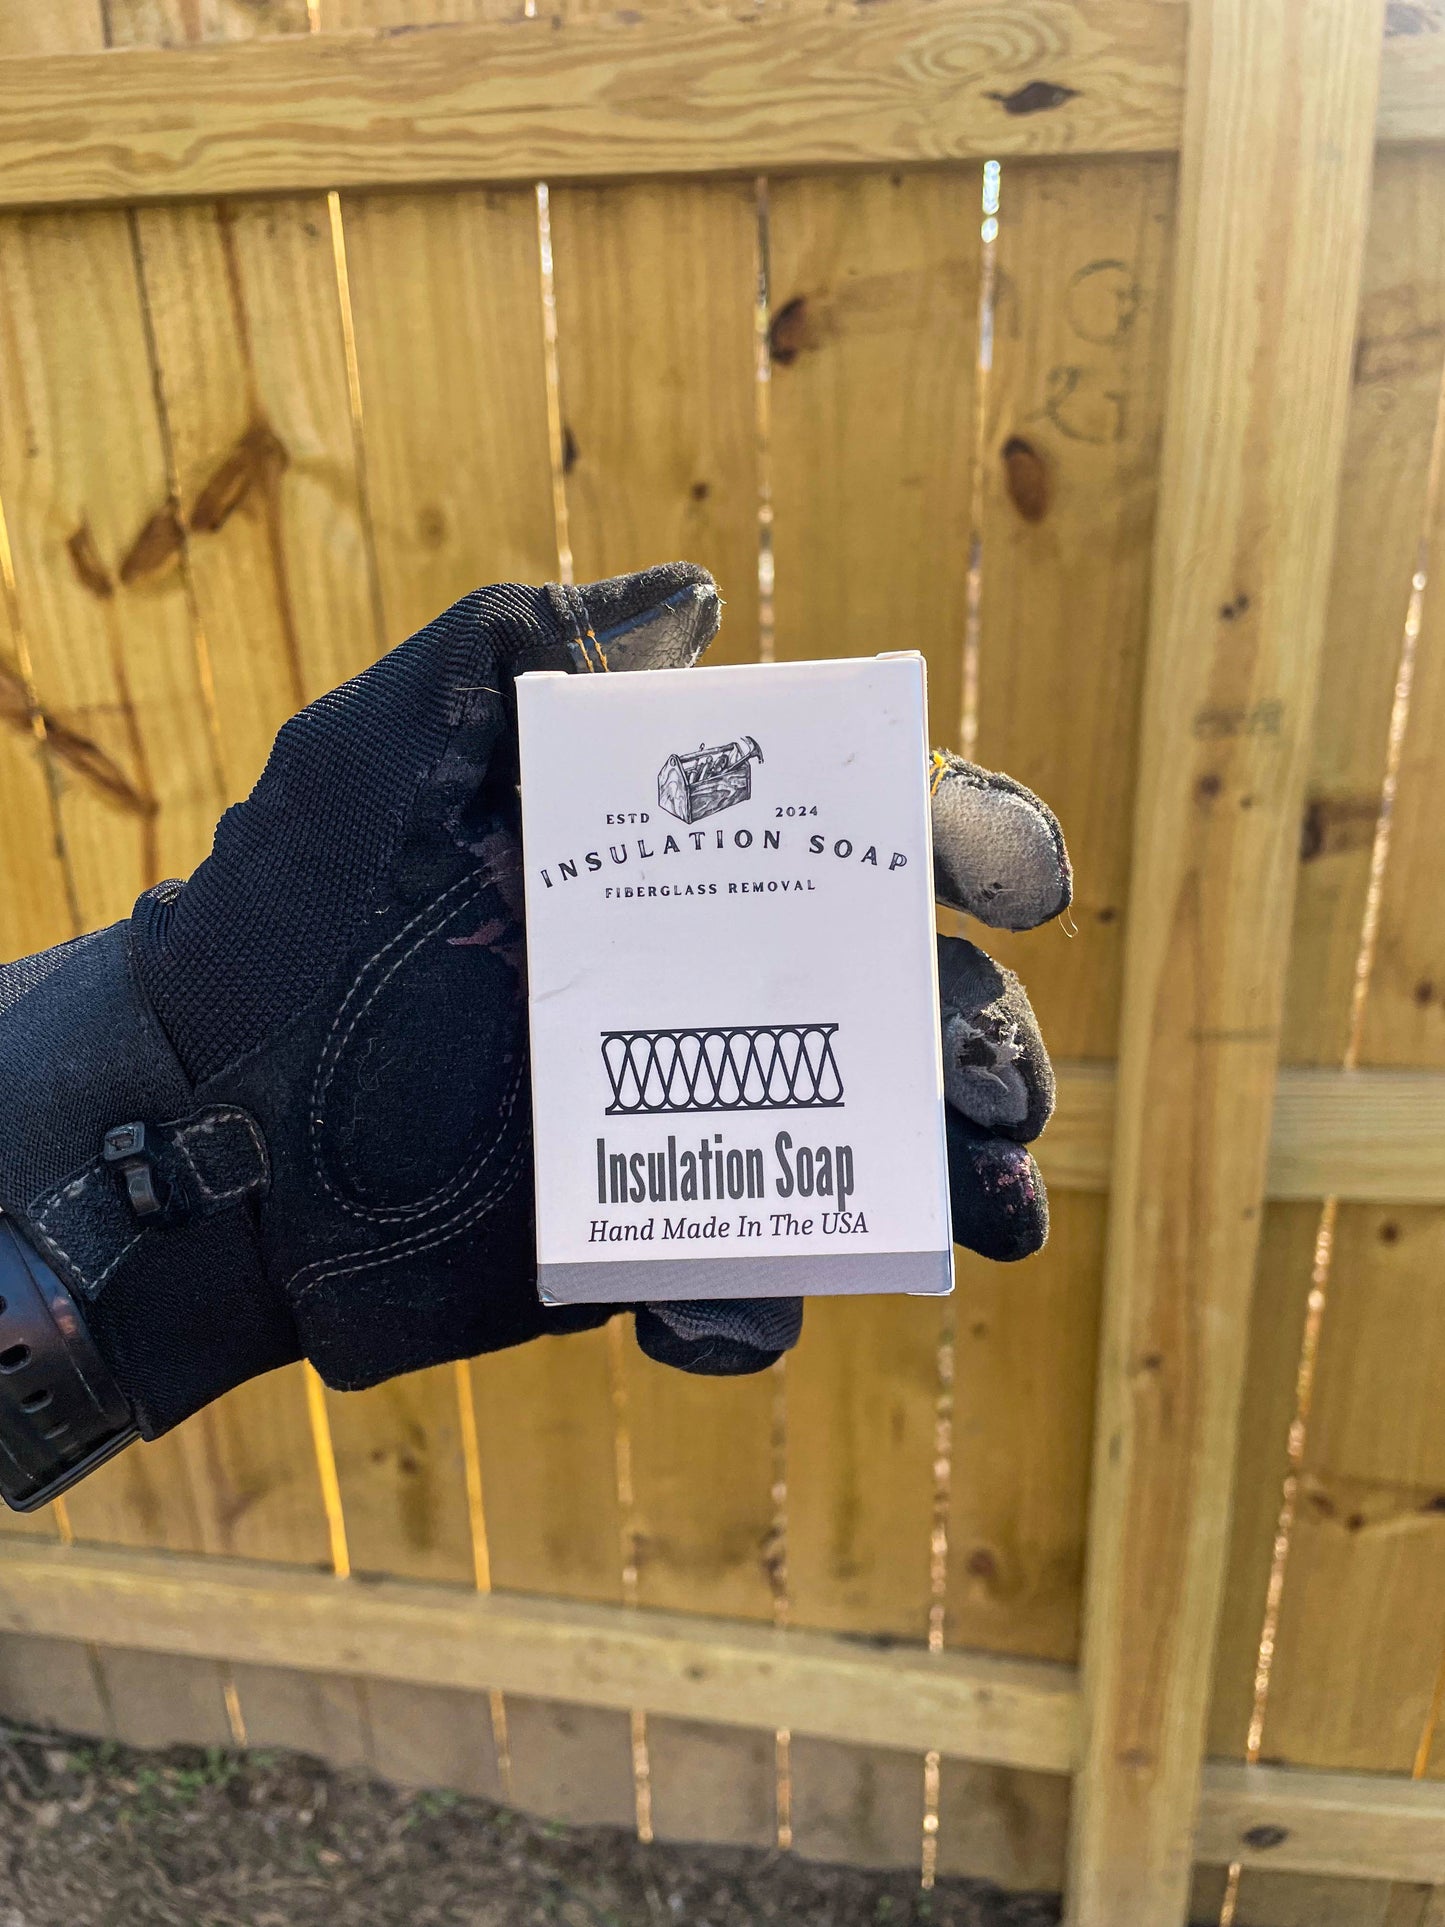 ESTD 2024
INSULATION SOAP
FIBERGLASS REMOVAL
Insulation Soap
Hand Made In The USA